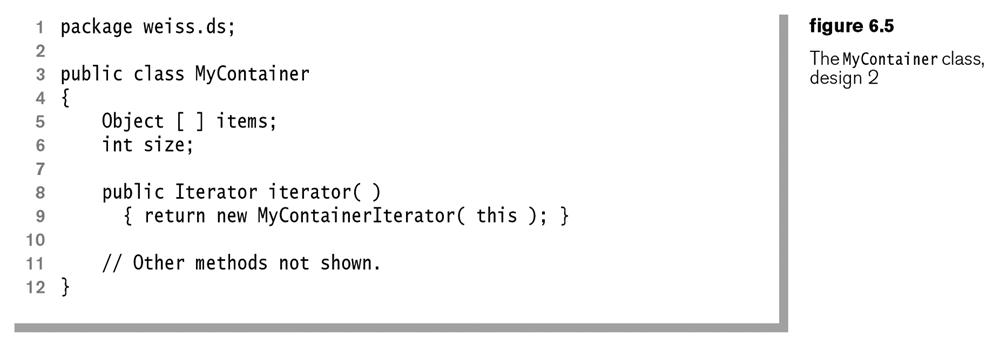 1 package weiss.ds;
2
3 public class MyContainer
4 {
5     Object [ ] items;
6     int size;
7
8     public Iterator iterator( )
9       { return new MyContainerIterator( this ); }
10
11     // Other methods not shown.
12 }
figure 6.5
The MyContainer class,
design 2